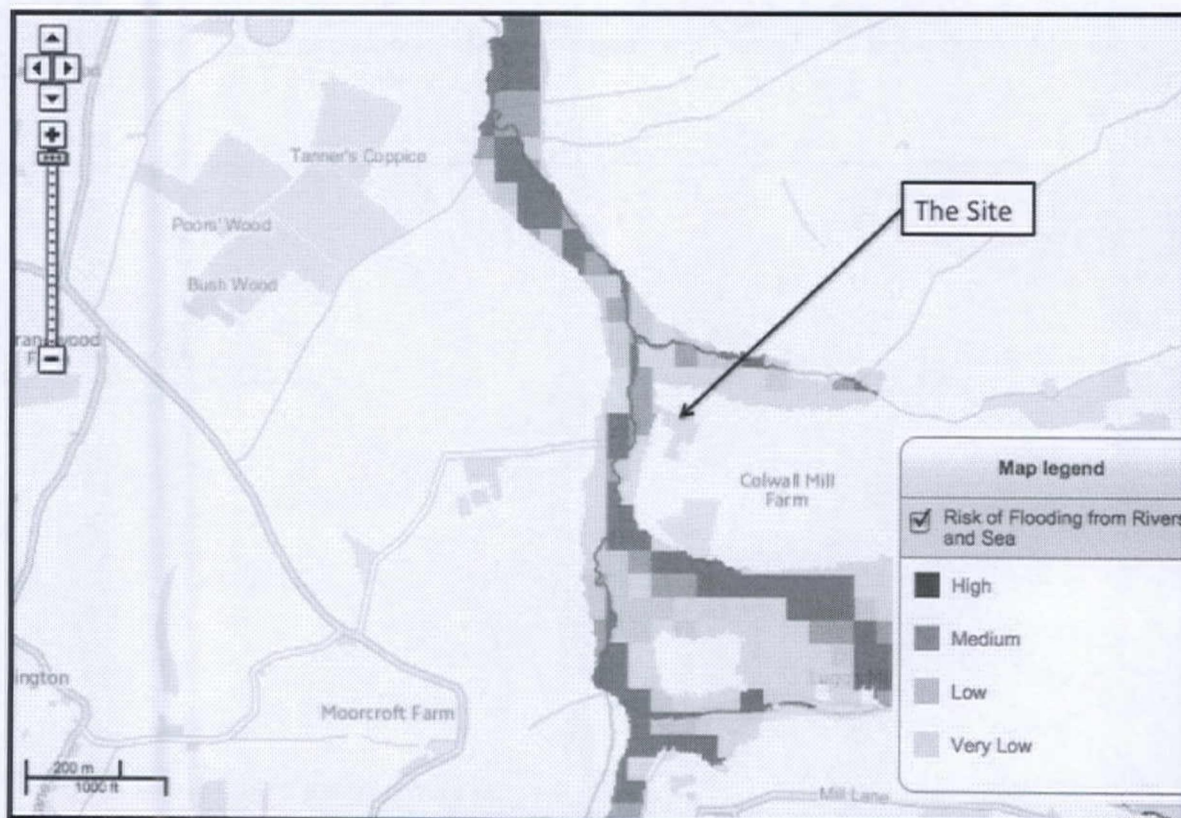 Tanner's Coppice
Poors' Wood
Bush Wood
The Site
Colwall Mill
Farm
Map legend
Risk of Flooding from Rivers
and Sea
High
Medium
Low
Very Low
ington
Moorcroft Farm
200 m
1000 ft
Mill Lane